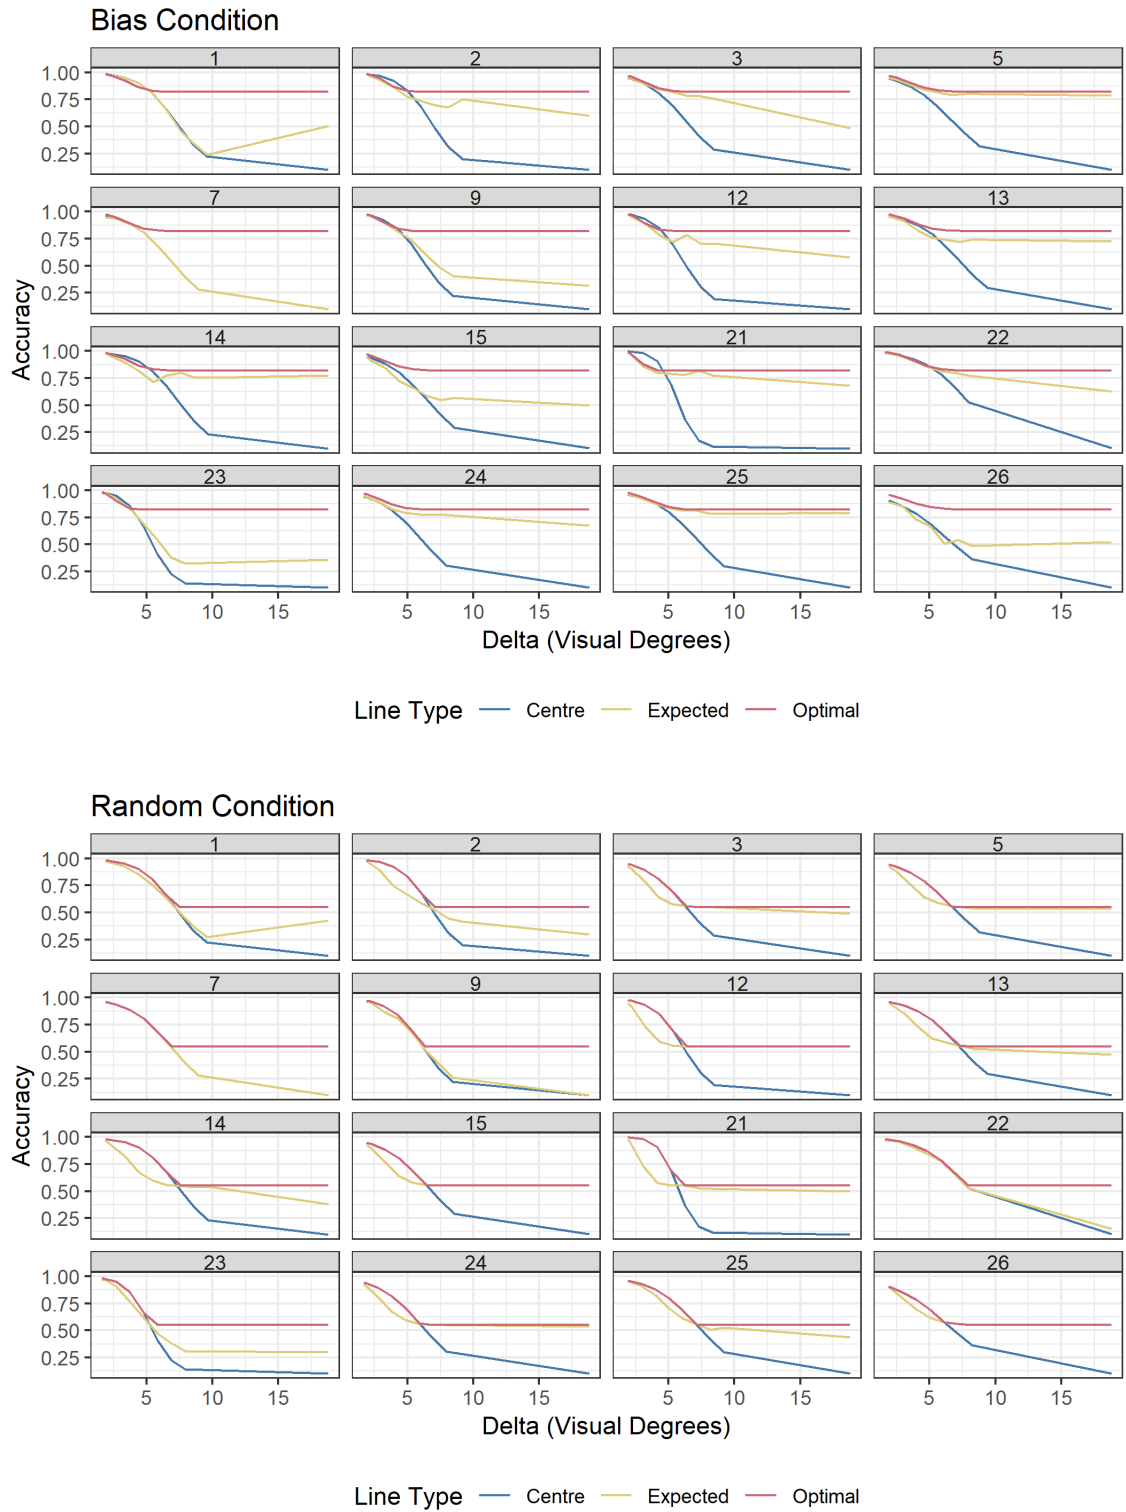 Bias Condition
1 2 3 5
1.00
0.75
0.50
0.25
7 9 12 13
1.00
0.75
0.50
0.25
14 15 21 22
1.00
0.75
0.50
0.25
23 24 25 26
1.00
0.75
0.50
0.25
Accuracy
5 10 15 5 10 15 5 10 15 5 10 15
Delta (Visual Degrees)
Line Type Centre Expected Optimal
Random Condition
1 2 3 5
1.00
0.75
0.50
0.25
7 9 12 13
1.00
0.75
0.50
0.25
14 15 21 22
1.00
0.75
0.50
0.25
23 24 25 26
1.00
0.75
0.50
0.25
Accuracy
5 10 15 5 10 15 5 10 15 5 10 15
Delta (Visual Degrees)
Line Type Centre Expected Optimal